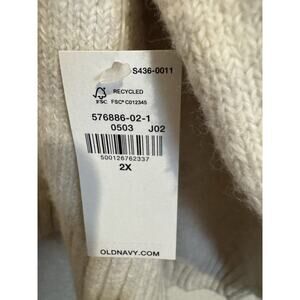 S436-0011
RECYCLED
FSC FSC® C012345
576886-02-1
0503 J02
500126762337
2X
OLDNAVY.COM